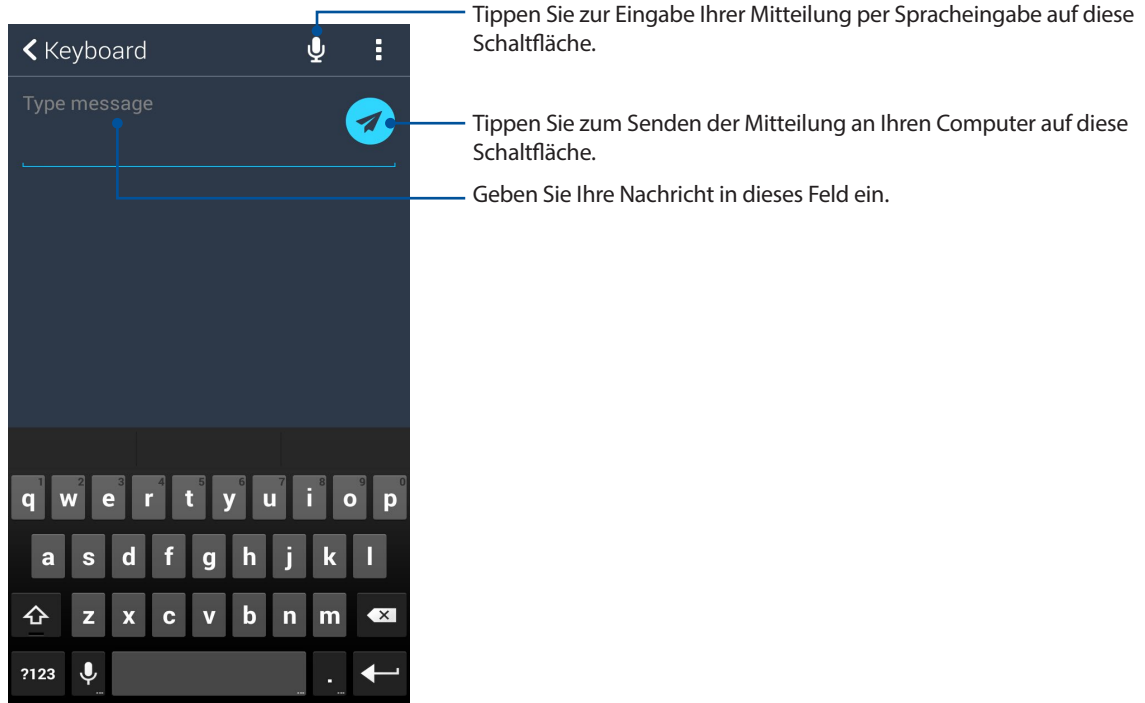 Tippen Sie zur Eingabe Ihrer Mitteilung per Spracheingabe auf diese
Schaltfläche.
Keyboard
Type message
Tippen Sie zum Senden der Mitteilung an Ihren Computer auf diese
Schaltfläche.
Geben Sie Ihre Nachricht in dieses Feld ein.
1 2 3 4 5 6 7 8 9 0
q w e r t y u i o p
a s d f g h j k l
z x c v b n m
?123 .